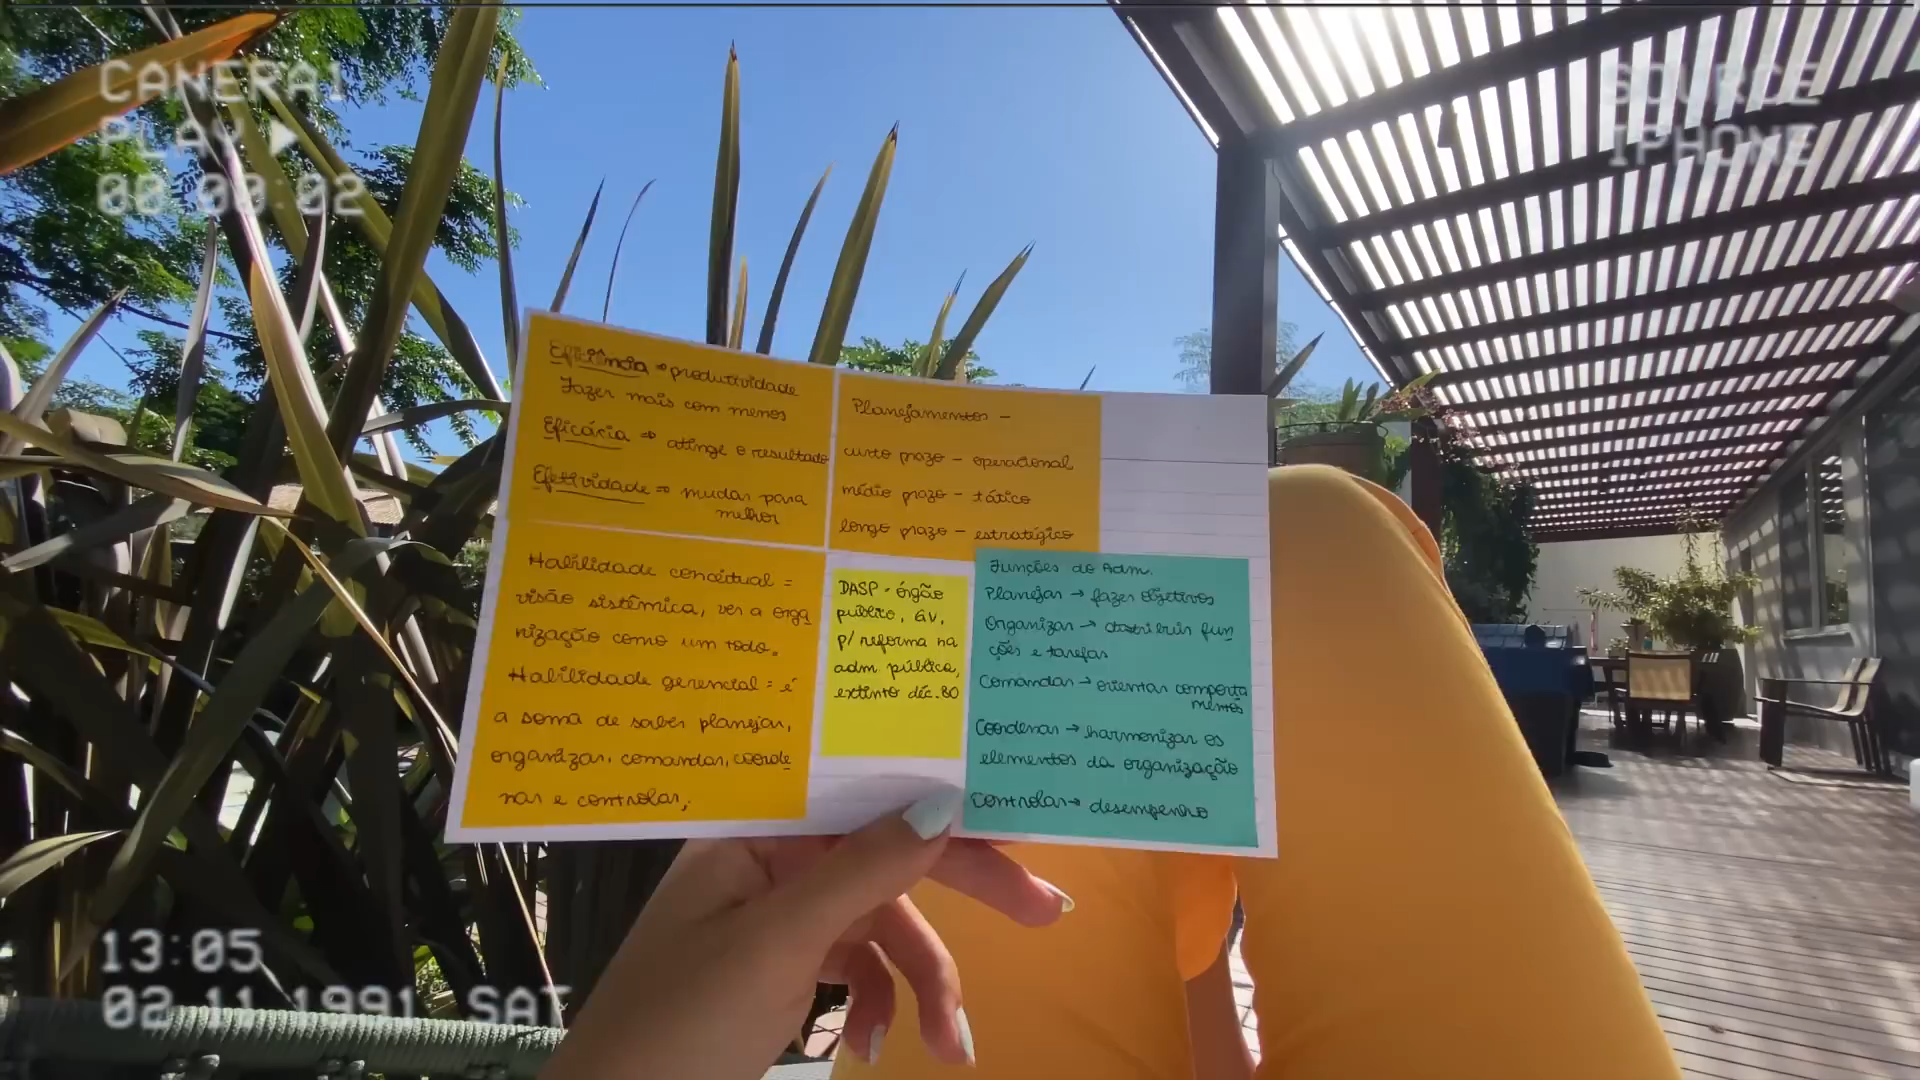 CAMERA1
PLAY
00:00:02
SOURCE
IPHONE
Eficiência ⇒ produtividade
Fazer mais com menos
Eficácia ⇒ atinge o resultado
Efetividade ⇒ mudar para
melhor
Planejamentos -
curto prazo - operacional
médio prazo - tático
longo prazo - estratégico
Habilidade conceitual =
visão sistêmica, ver a orga
nização como um todo.
Habilidade gerencial = é
a soma de saber planejar,
organizar, comandar, coorde
nar e controlar;
DASP - órgão
público, GV,
p/ reforma na
adm. pública,
extinto déc. 80
Funções do Adm.
Planejar → fazer objetivos
Organizar → distribuir fun
ções e tarefas
Comandar → orientar comporta
mentos
Coordenar → harmonizar os
elementos da organização
Controlar → desempenho
13:05
02.11.1991 SAT